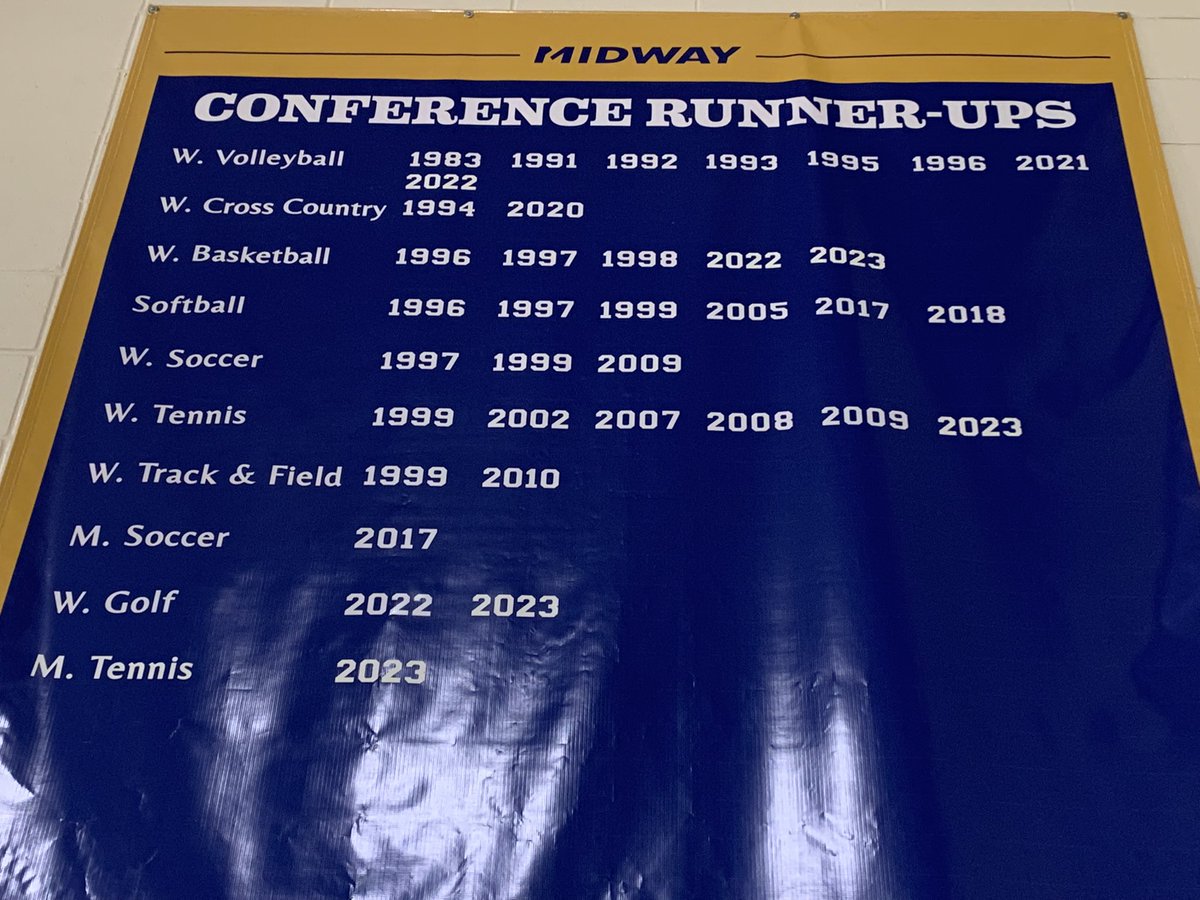 MIDWAY
CONFERENCE RUNNER-UPS
W. Volleyball 1983 1991 1992 1993 1995 1996 2021
2022
W. Cross Country 1994 2020
W. Basketball 1996 1997 1998 2022 2023
Softball 1996 1997 1999 2005 2017 2018
W. Soccer 1997 1999 2009
W. Tennis 1999 2002 2007 2008 2009 2023
W. Track & Field 1999 2010
M. Soccer 2017
W. Golf 2022 2023
M. Tennis 2023